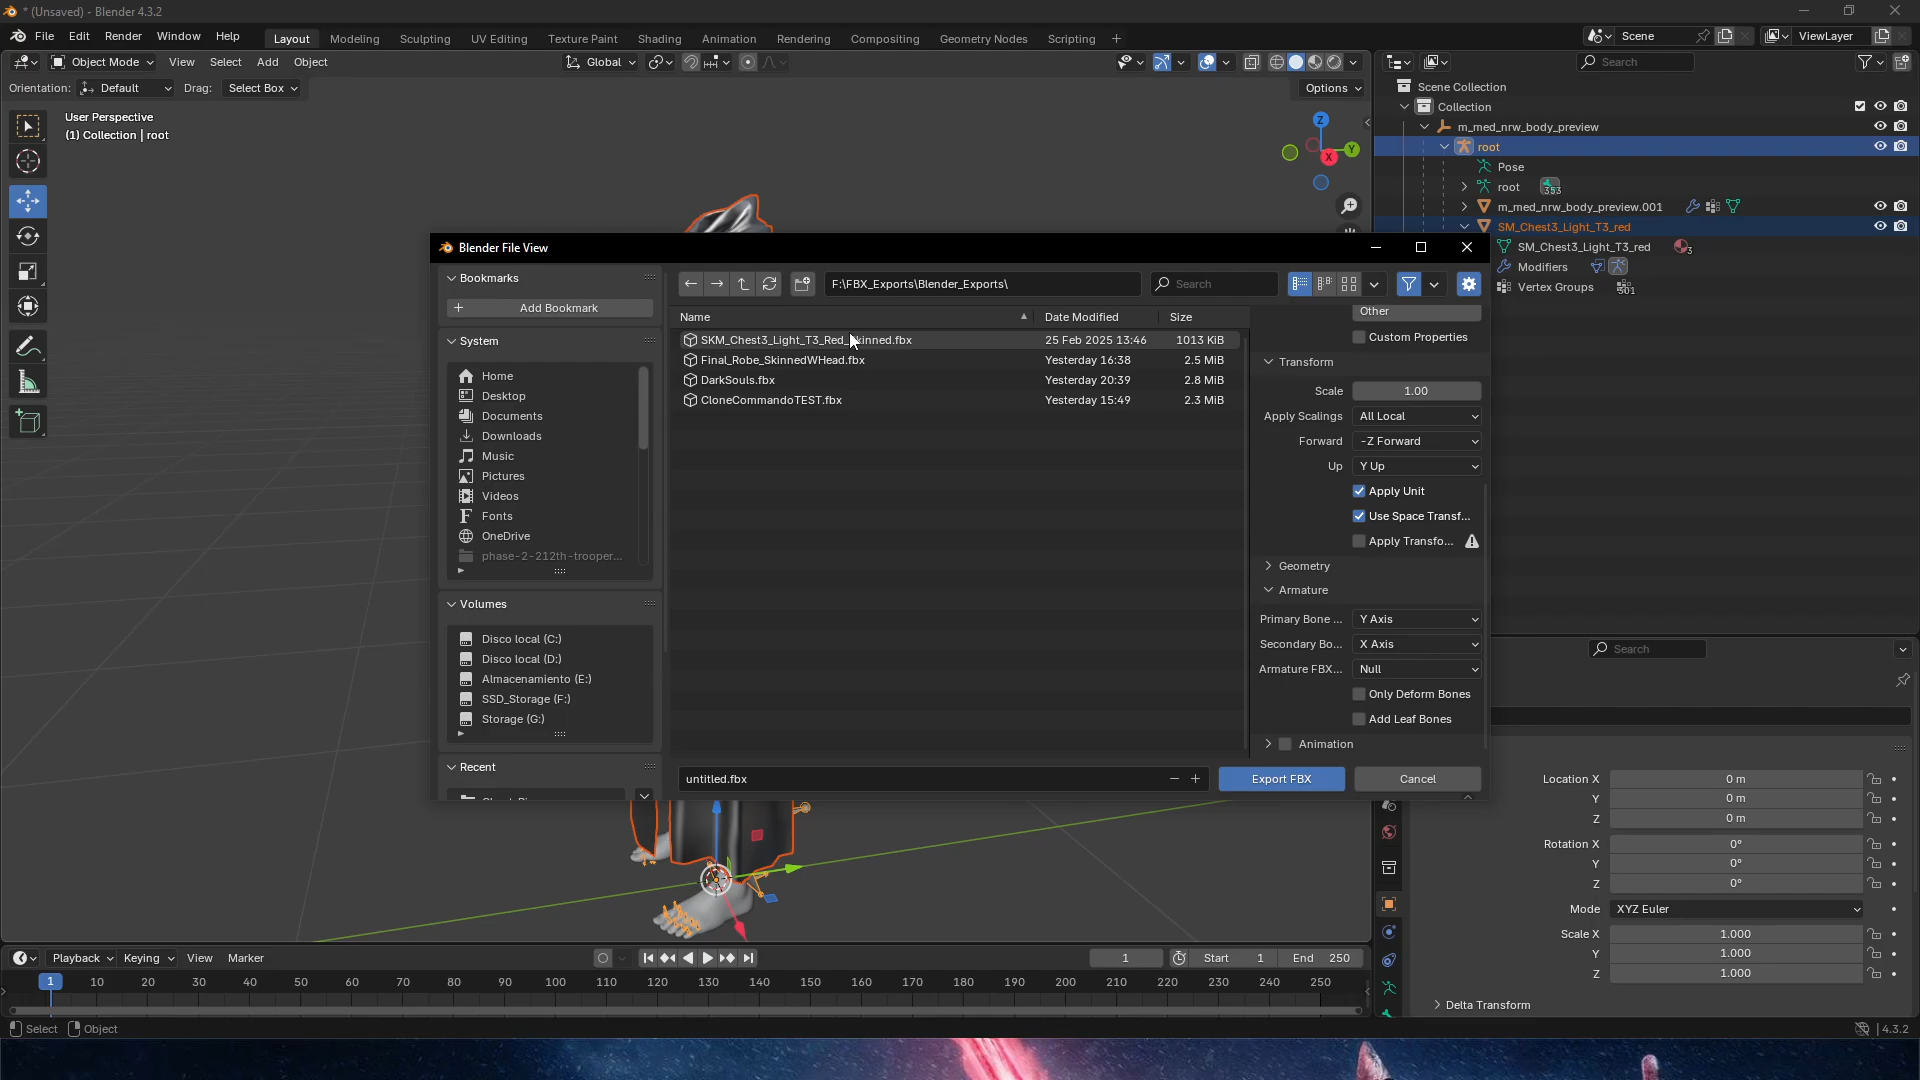 * (Unsaved) - Blender 4.3.2
File Edit Render Window Help Layout Modeling Sculpting UV Editing Texture Paint Shading Animation Rendering Compositing Geometry Nodes Scripting + Scene ViewLayer
Object Mode View Select Add Object Global Search
Orientation: Default Drag: Select Box Options
User Perspective
(1) Collection | root
Z
Y
X
Scene Collection
Collection
m_med_nrw_body_preview
root
Pose
root 353
m_med_nrw_body_preview.001
SM_Chest3_Light_T3_red
SM_Chest3_Light_T3_red 3
Modifiers
Vertex Groups 501
Blender File View
Bookmarks
Add Bookmark
System
Home
Desktop
Documents
Downloads
Music
Pictures
Videos
Fonts
OneDrive
phase-2-212th-trooper...
Volumes
Disco local (C:)
Disco local (D:)
Almacenamiento (E:)
SSD_Storage (F:)
Storage (G:)
Recent
F:\FBX_Exports\Blender_Exports\ Search
Name Date Modified Size
SKM_Chest3_Light_T3_Red_Skinned.fbx 25 Feb 2025 13:46 1013 KiB
Final_Robe_SkinnedWHead.fbx Yesterday 16:38 2.5 MiB
DarkSouls.fbx Yesterday 20:39 2.8 MiB
CloneCommandoTEST.fbx Yesterday 15:49 2.3 MiB
Other
Custom Properties
Transform
Scale 1.00
Apply Scalings All Local
Forward -Z Forward
Up Y Up
Apply Unit
Use Space Transf...
Apply Transfo...
Geometry
Armature
Primary Bone ... Y Axis
Secondary Bo... X Axis
Armature FBX... Null
Only Deform Bones
Add Leaf Bones
Animation
untitled.fbx Export FBX Cancel
Search
Location X 0 m
Y 0 m
Z 0 m
Rotation X 0°
Y 0°
Z 0°
Mode XYZ Euler
Scale X 1.000
Y 1.000
Z 1.000
Delta Transform
Playback Keying View Marker 1 Start 1 End 250
1 10 20 30 40 50 60 70 80 90 100 110 120 130 140 150 160 170 180 190 200 210 220 230 240 250
Select Object 4.3.2